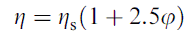 η = ηs(1 + 2.5φ)